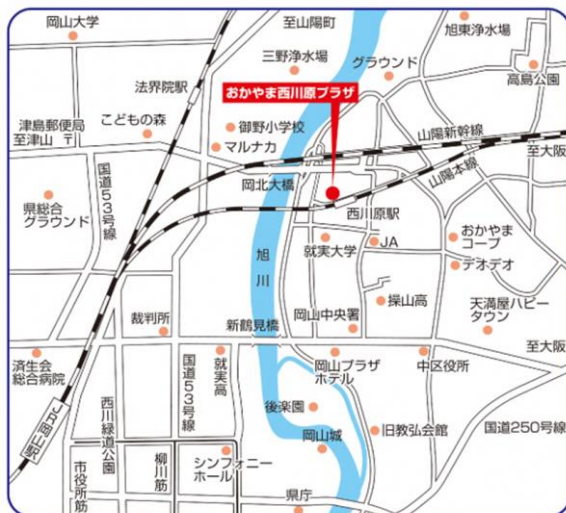 岡山大学
至山陽町
旭東浄水場
三野浄水場
グラウンド
法界院駅
高島公園
おかやま西川原プラザ
こどもの森
津島郵便局
至津山 〒
御野小学校
マルナカ
山陽新幹線
至大阪
山陽本線
岡北大橋
国道53号線
県総合
グラウンド
西川原駅
おかやま
コープ
就実大学
JA
デオデオ
旭川
操山高
天満屋ハピー
タウン
裁判所
新鶴見橋
岡山中央署
至大阪
済生会
総合病院
国道53号線
就実高
岡山プラザ
ホテル
中区役所
西川緑道公園
後楽園
旧教弘会館
国道250号線
JR岡山駅
岡山城
シンフォニー
ホール
柳川筋
市役所筋
県庁